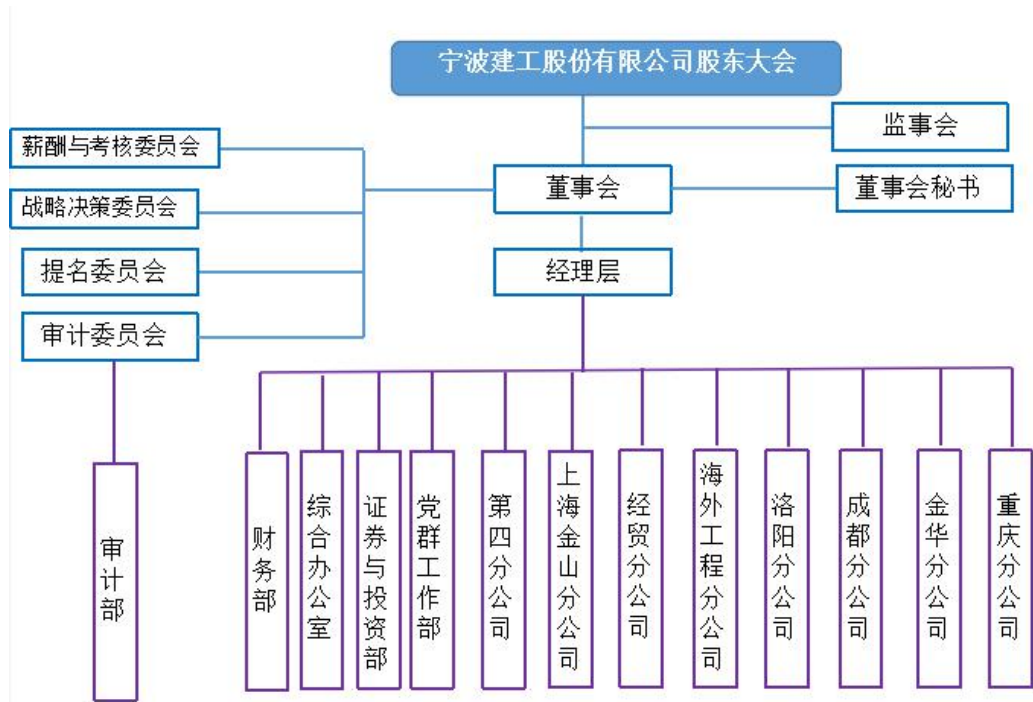 宁波建工股份有限公司股东大会
监事会
薪酬与考核委员会
董事会
董事会秘书
战略决策委员会
提名委员会
经理层
审计委员会
审计部
财务部
综合办公室
证券与投资部
党群工作部
第四分公司
上海金山分公司
经贸分公司
海外工程分公司
洛阳分公司
成都分公司
金华分公司
重庆分公司